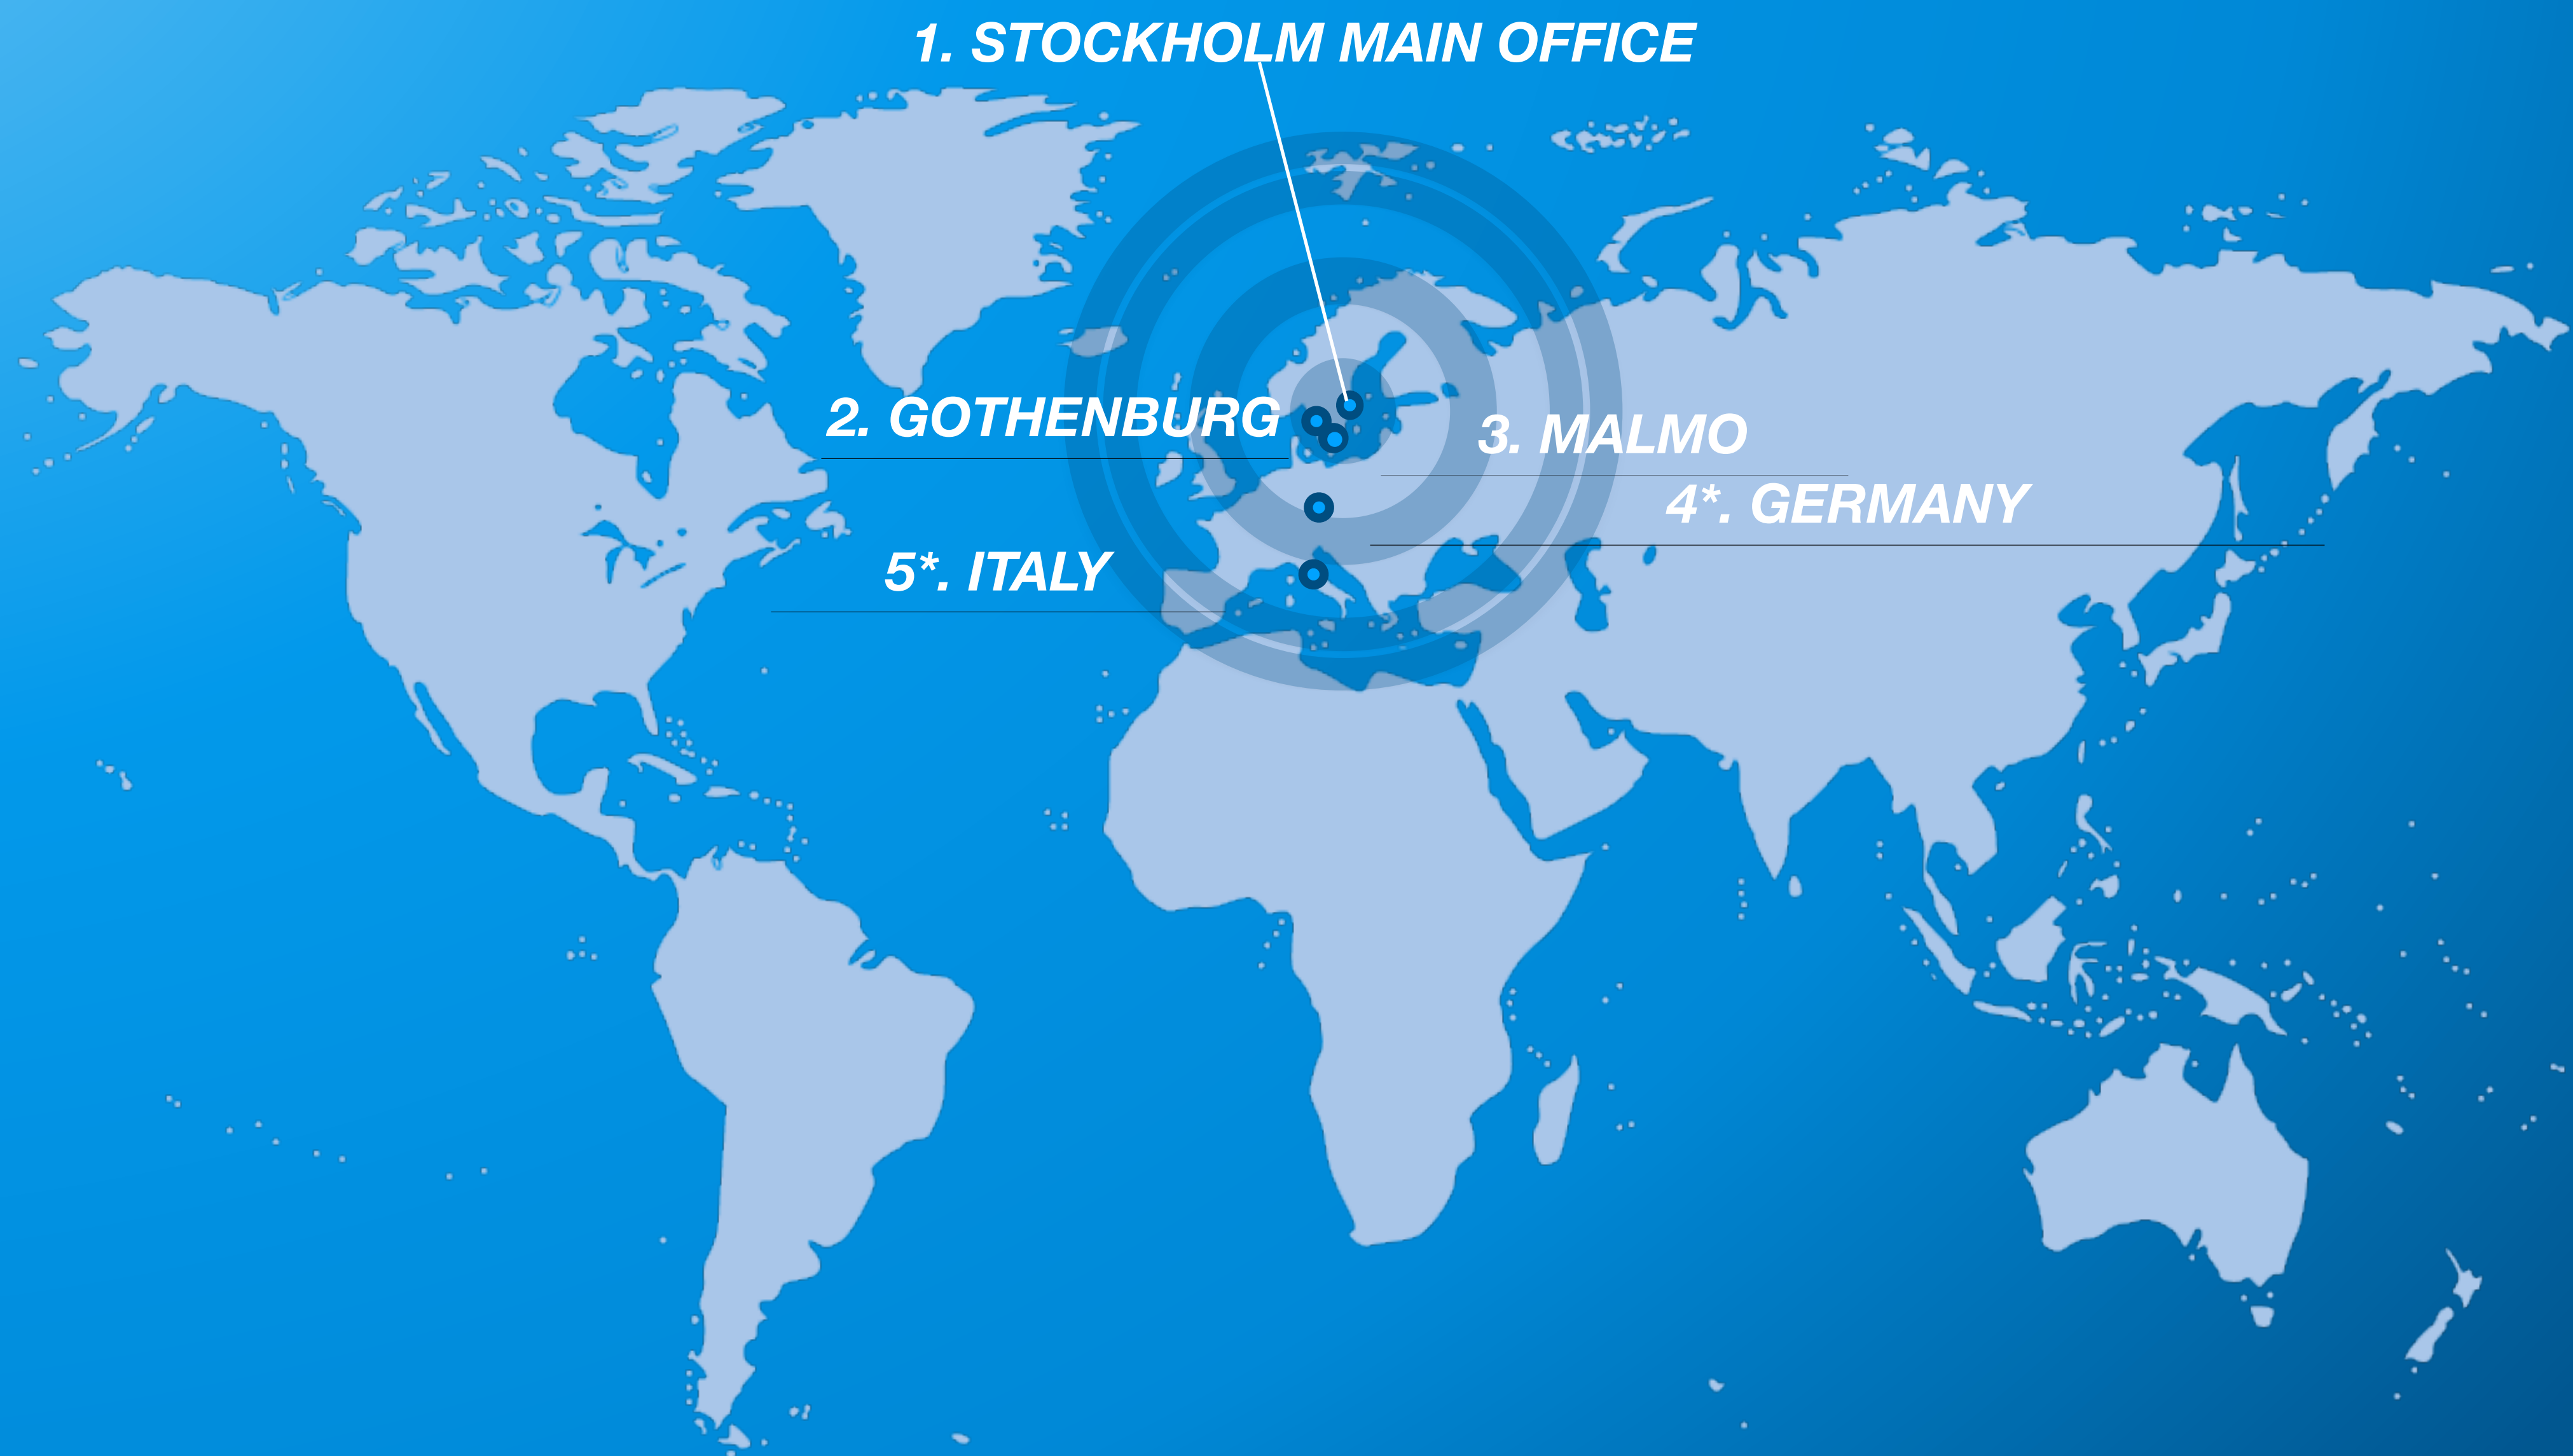 1. STOCKHOLM MAIN OFFICE
2. GOTHENBURG
3. MALMO
4*. GERMANY
5*. ITALY